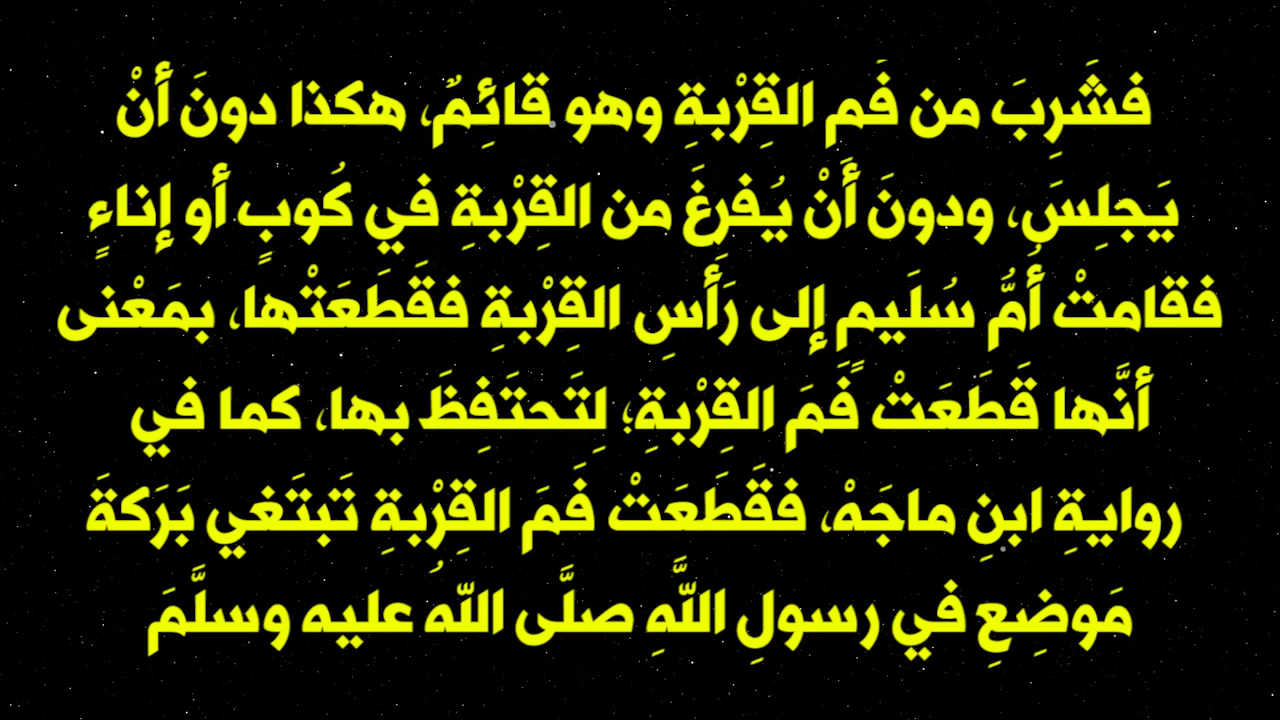 فشَرِبَ من فَم القِرْبةِ وهو قائِمٌ، هكذا دونَ أنْ
يَجلِسَ، ودونَ أَنْ يُفرِغَ من القِرْبةِ في كُوبٍ أو إناءٍ
فقامتْ أُمُّ سُلَيمٍ إلى رَأَسِ القِرْبةِ فقَطَعَتْها، بمَعْنى
أنَّها قَطَعَتْ فَمَ القِرْبةِ؛ لِتَحتَفِظَ بها، كما في
روايةِ ابنِ ماجَهْ، فقَطَعَتْ فَمَ القِرْبةِ تَبتَغي بَرَكةَ
مَوضِعِ في رسولِ اللَّهِ صلَّى اللهُ عليه وسلَّمَ